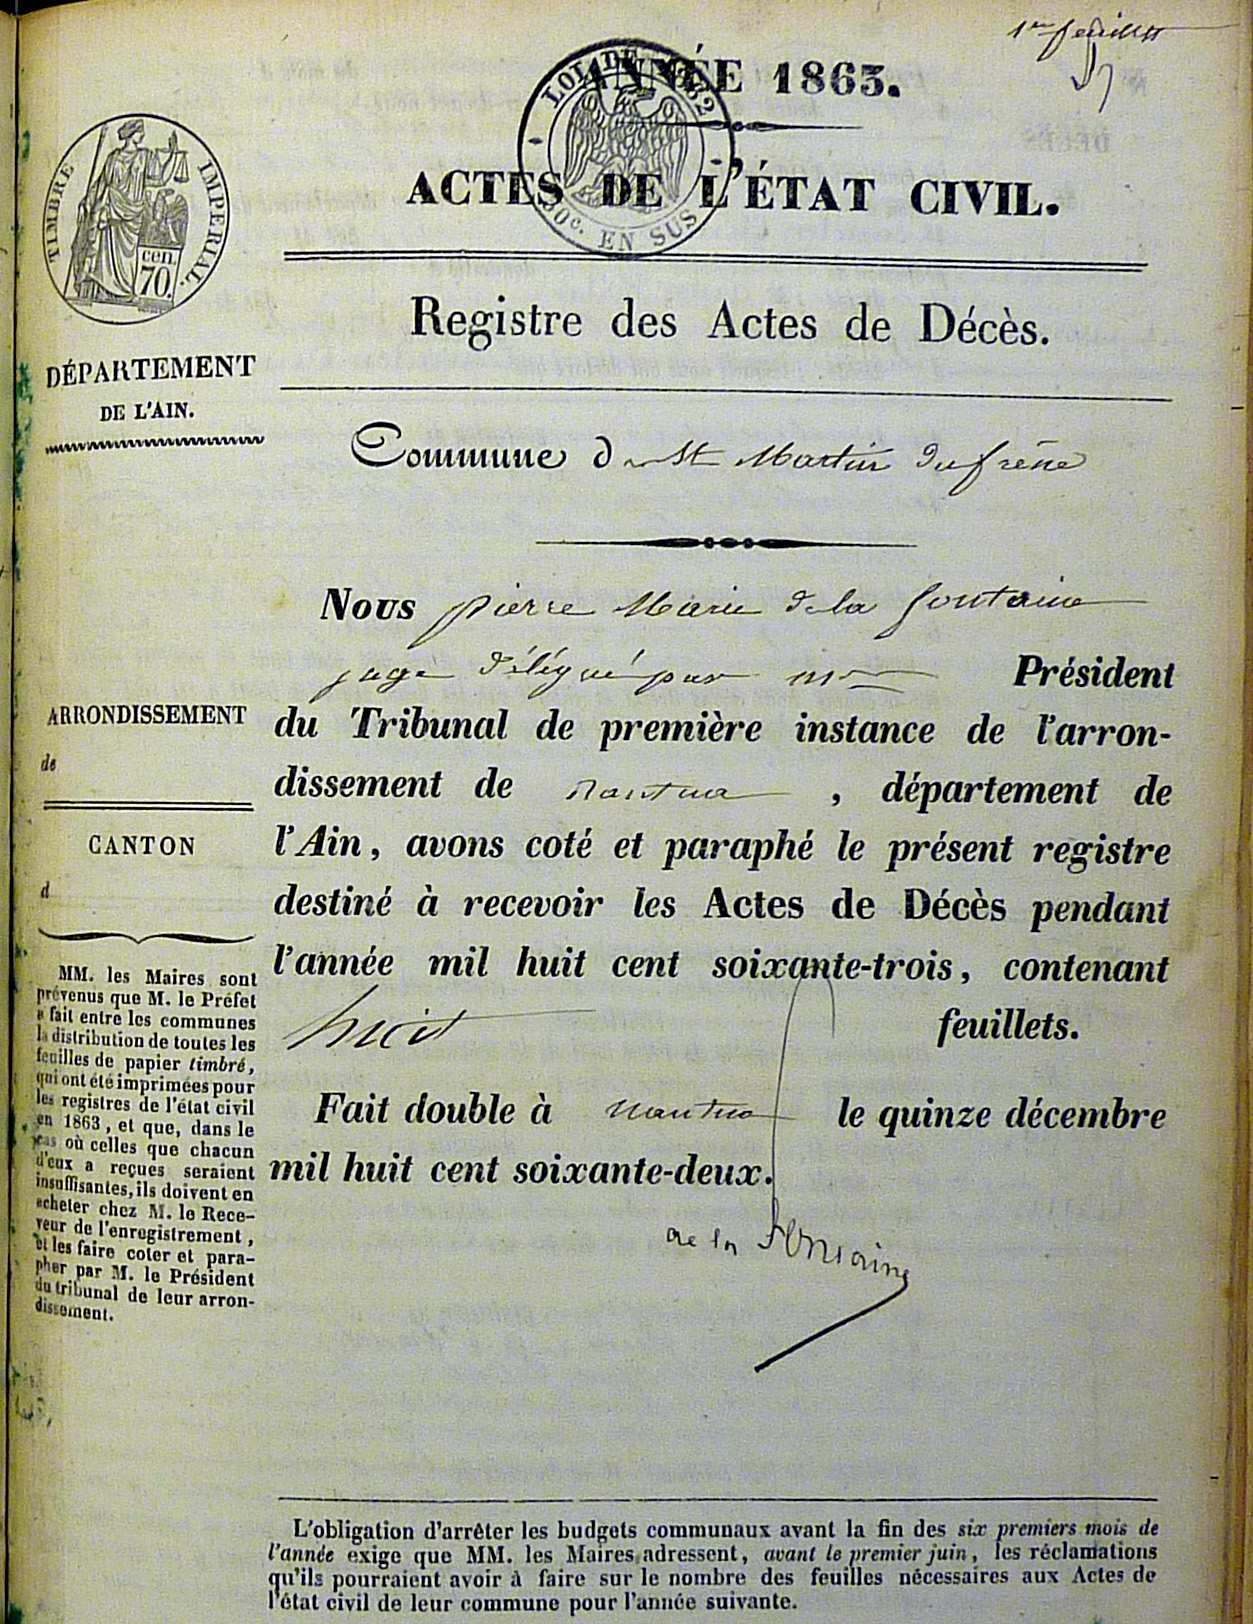 1er feuillet
ANNÉE 1863.
LOI DE 1862
50c. EN SUS
TIMBRE IMPERIAL.
cen.
70.
ACTES DE L'ÉTAT CIVIL.
Registre des Actes de Décès.
DÉPARTEMENT
DE L'AIN.
Commune de St Martin du frêne
Nous pierre Marie de la fontaine
juge délégué par mr Président
du Tribunal de première instance de l'arron-
dissement de nantua , département de
l'Ain, avons coté et paraphé le présent registre
destiné à recevoir les Actes de Décès pendant
l'année mil huit cent soixante-trois, contenant
huit feuillets.
Fait double à nantua le quinze décembre
mil huit cent soixante-deux.
de la fontaine
ARRONDISSEMENT
de
CANTON
d
MM. les Maires sont
prévenus que M. le Préfet
a fait entre les communes
la distribution de toutes les
feuilles de papier timbré,
qui ont été imprimées pour
les registres de l'état civil
en 1863, et que, dans le
cas où celles que chacun
d'eux a reçues seraient
insuffisantes, ils doivent en
acheter chez M. le Rece-
veur de l'enregistrement,
et les faire coter et para-
pher par M. le Président
du tribunal de leur arron-
dissement.
L'obligation d'arrêter les budgets communaux avant la fin des six premiers mois de
l'année exige que MM. les Maires adressent, avant le premier juin, les réclamations
qu'ils pourraient avoir à faire sur le nombre des feuilles nécessaires aux Actes de
l'état civil de leur commune pour l'année suivante.